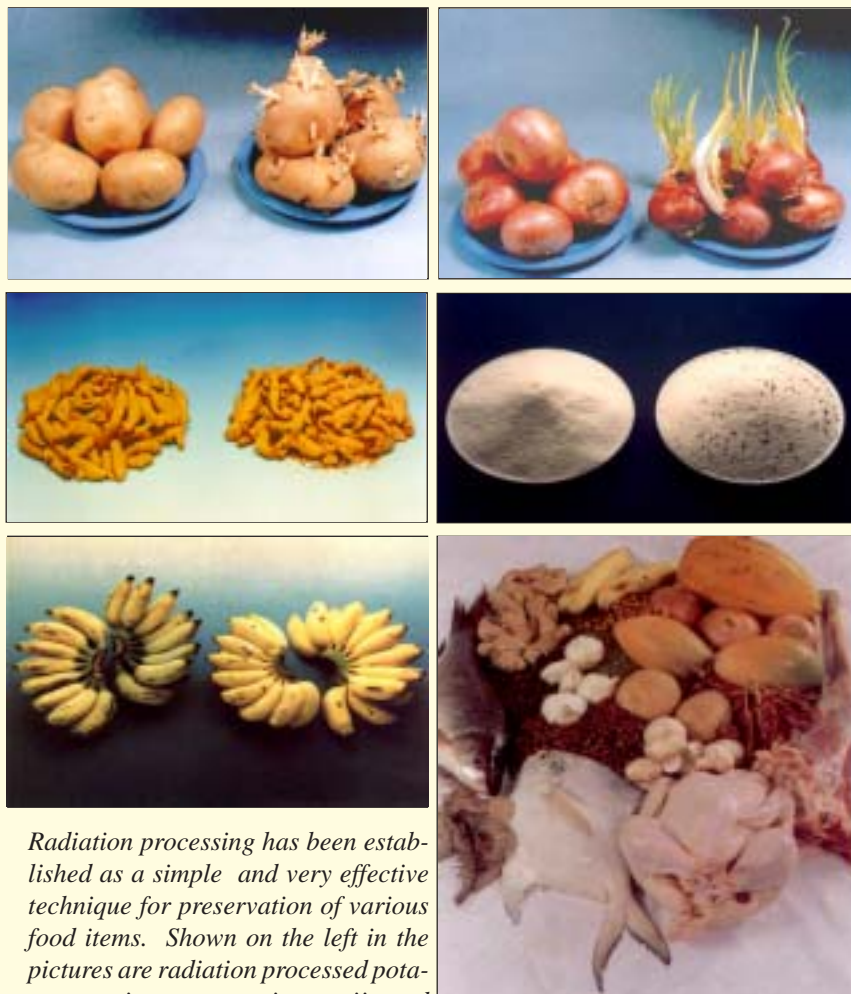 Radiation processing has been estab-
lished as a simple and very effective
technique for preservation of various
food items. Shown on the left in the
pictures are radiation processed pota-